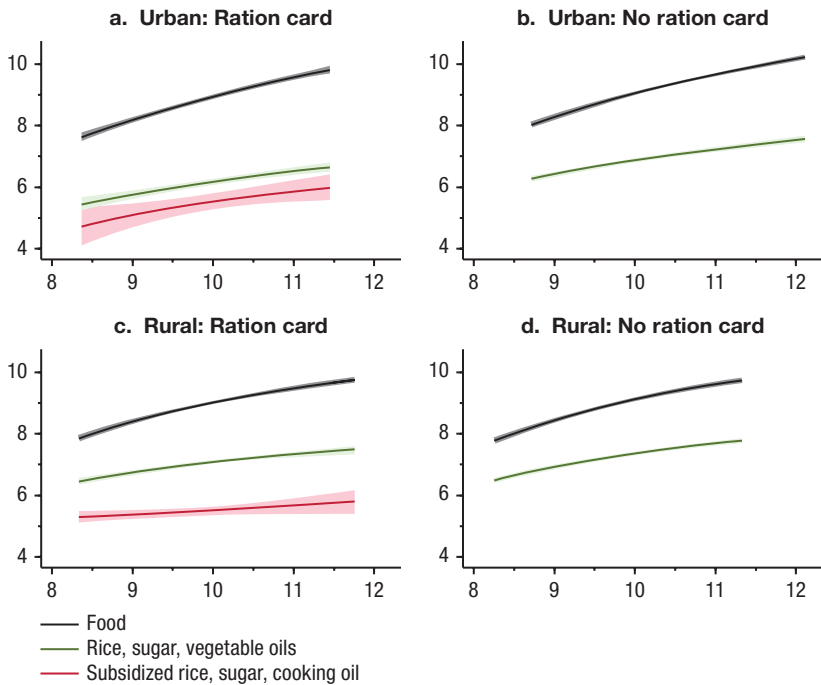 a. Urban: Ration card
b. Urban: No ration card
10
8
6
4
8 9 10 11 12
10
8
6
4
8 9 10 11 12
c. Rural: Ration card
d. Rural: No ration card
10
8
6
4
8 9 10 11 12
10
8
6
4
8 9 10 11 12
Food
Rice, sugar, vegetable oils
Subsidized rice, sugar, cooking oil